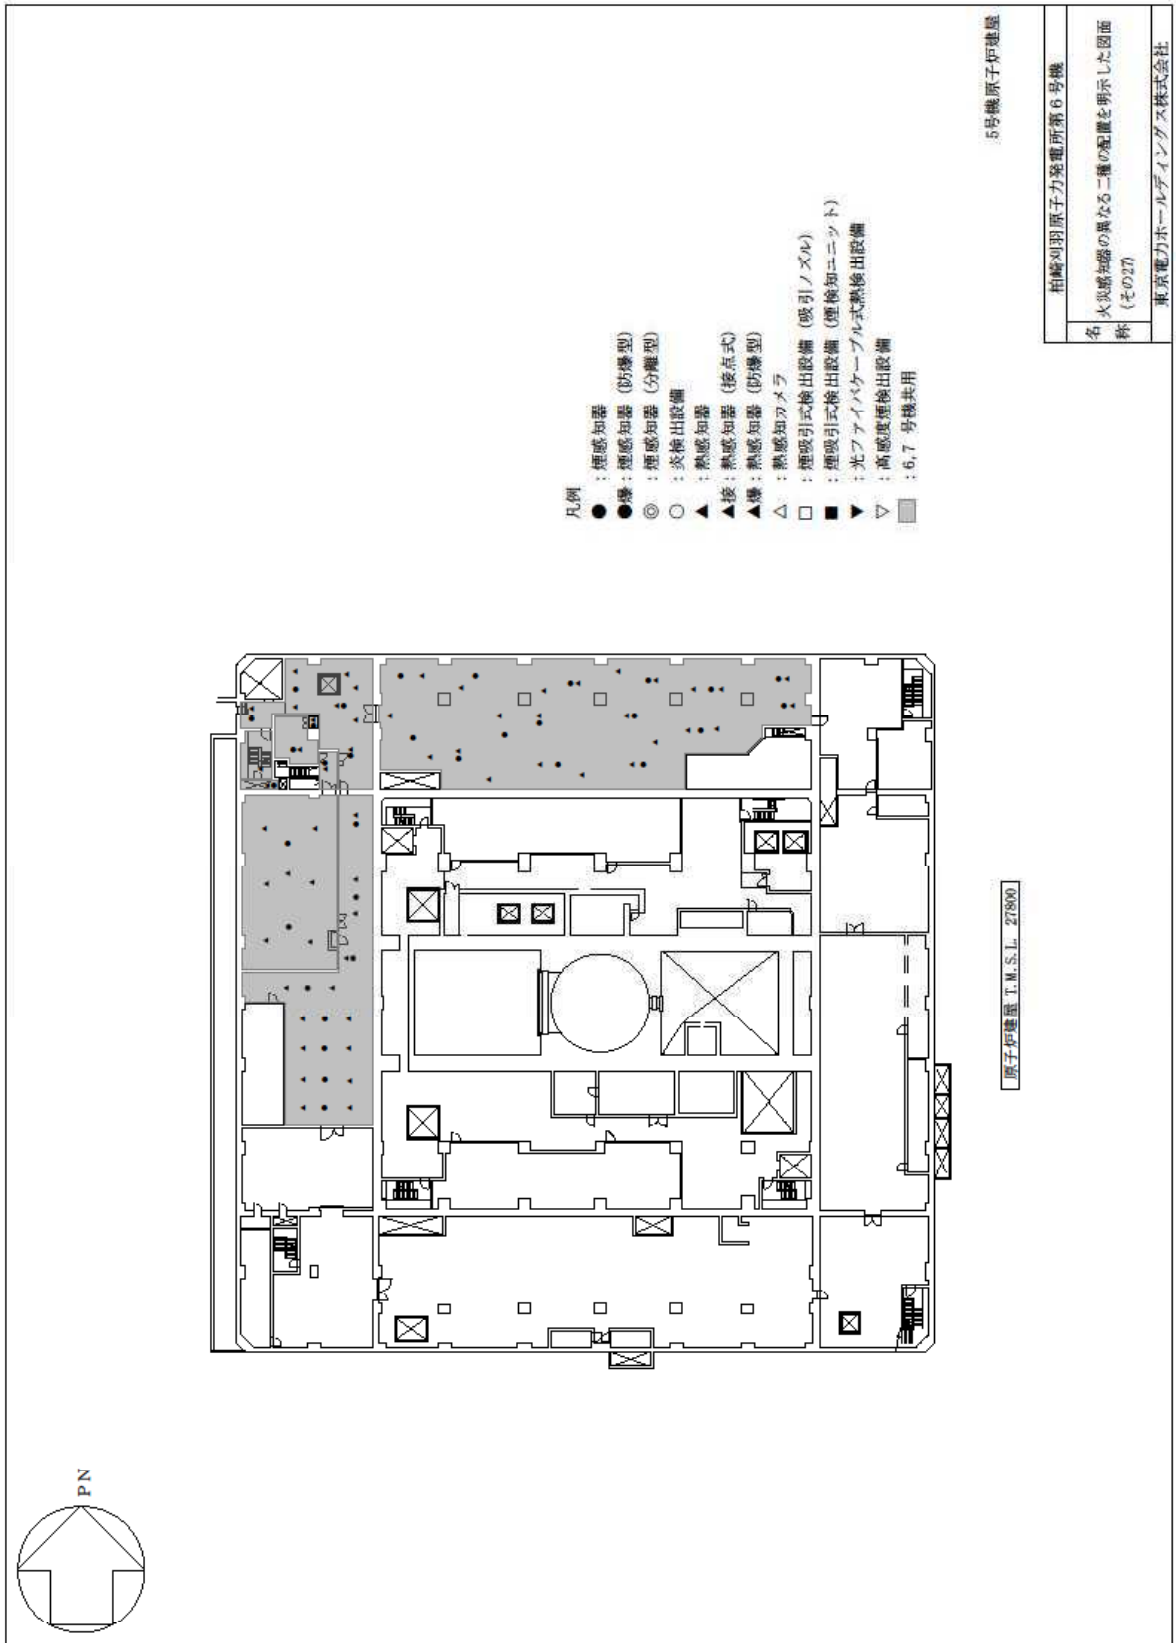 PN
凡例
● : 煙感知器
●爆 : 煙感知器 (防爆型)
◎ : 煙感知器 (分離型)
○ : 炎検出設備
▲ : 熱感知器
▲接 : 熱感知器 (接点式)
▲爆 : 熱感知器 (防爆型)
△ : 熱感知カメラ
□ : 煙吸引式検出設備 (吸引ノズル)
■ : 煙吸引式検出設備 (煙検知ユニット)
▼ : 光ファイバケーブル式熱検出設備
▽ : 高感度煙検出設備
: 6,7 号機共用
原子炉建屋 T.M.S.L. 27800
5号機原子炉建屋
柏崎刈羽原子力発電所第6号機
名称
火災感知器の異なる二種の配置を明示した図面
(その27)
東京電力ホールディングス株式会社